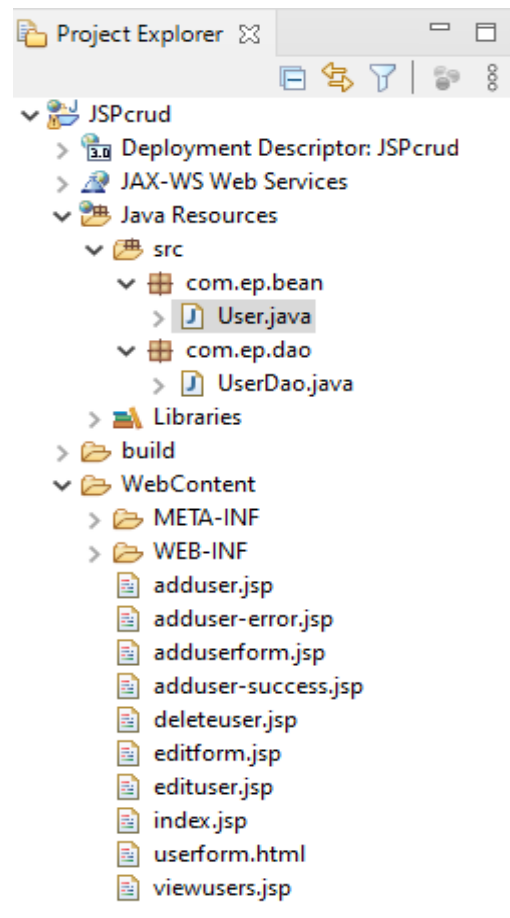 Project Explorer
JSPcrud
3.0 Deployment Descriptor: JSPcrud
JAX-WS Web Services
Java Resources
src
com.ep.bean
J User.java
com.ep.dao
J UserDao.java
Libraries
build
WebContent
META-INF
WEB-INF
adduser.jsp
adduser-error.jsp
adduserform.jsp
adduser-success.jsp
deleteuser.jsp
editform.jsp
edituser.jsp
index.jsp
userform.html
viewusers.jsp